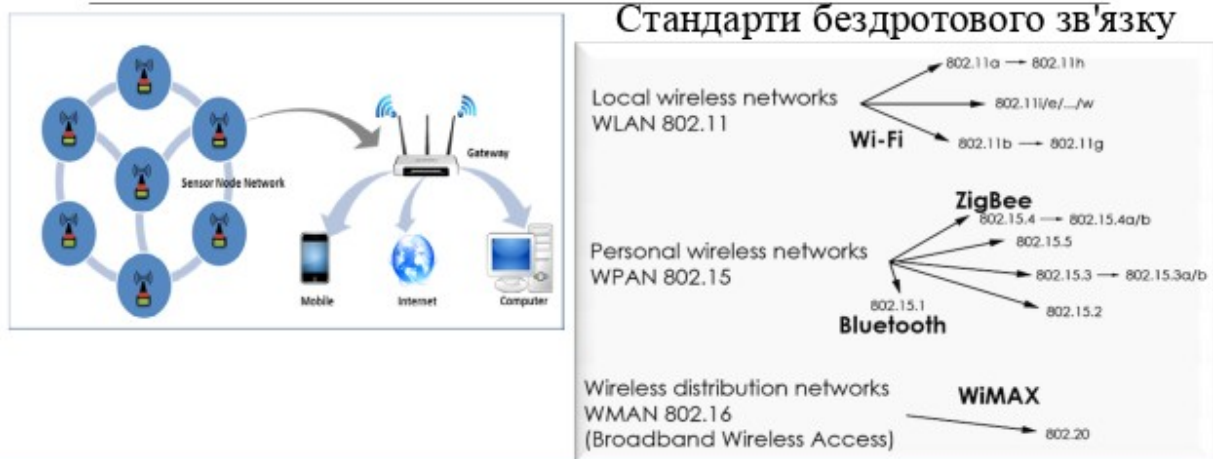 Стандарти бездротового зв'язку
Sensor Node Network
Gateway
Mobile
Internet
Computer
Local wireless networks
WLAN 802.11
Wi-Fi
802.11a → 802.11h
802.11i/e/.../w
802.11b → 802.11g
Personal wireless networks
WPAN 802.15
ZigBee
802.15.4 → 802.15.4a/b
802.15.5
802.15.3 → 802.15.3a/b
802.15.2
802.15.1
Bluetooth
Wireless distribution networks
WMAN 802.16
(Broadband Wireless Access)
WiMAX
802.20